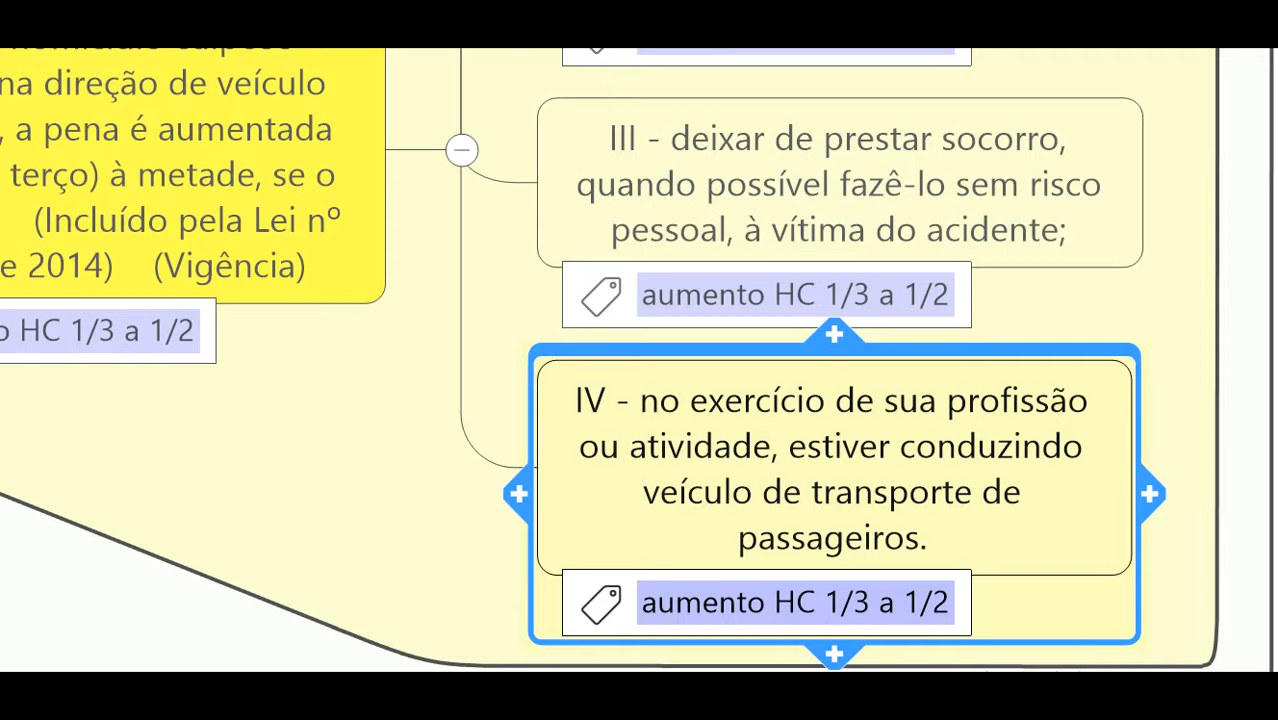 na direção de veículo
, a pena é aumentada
terço) à metade, se o
(Incluído pela Lei nº
e 2014) (Vigência)
o HC 1/3 a 1/2
III - deixar de prestar socorro,
quando possível fazê-lo sem risco
pessoal, à vítima do acidente;
aumento HC 1/3 a 1/2
IV - no exercício de sua profissão
ou atividade, estiver conduzindo
veículo de transporte de
passageiros.
aumento HC 1/3 a 1/2